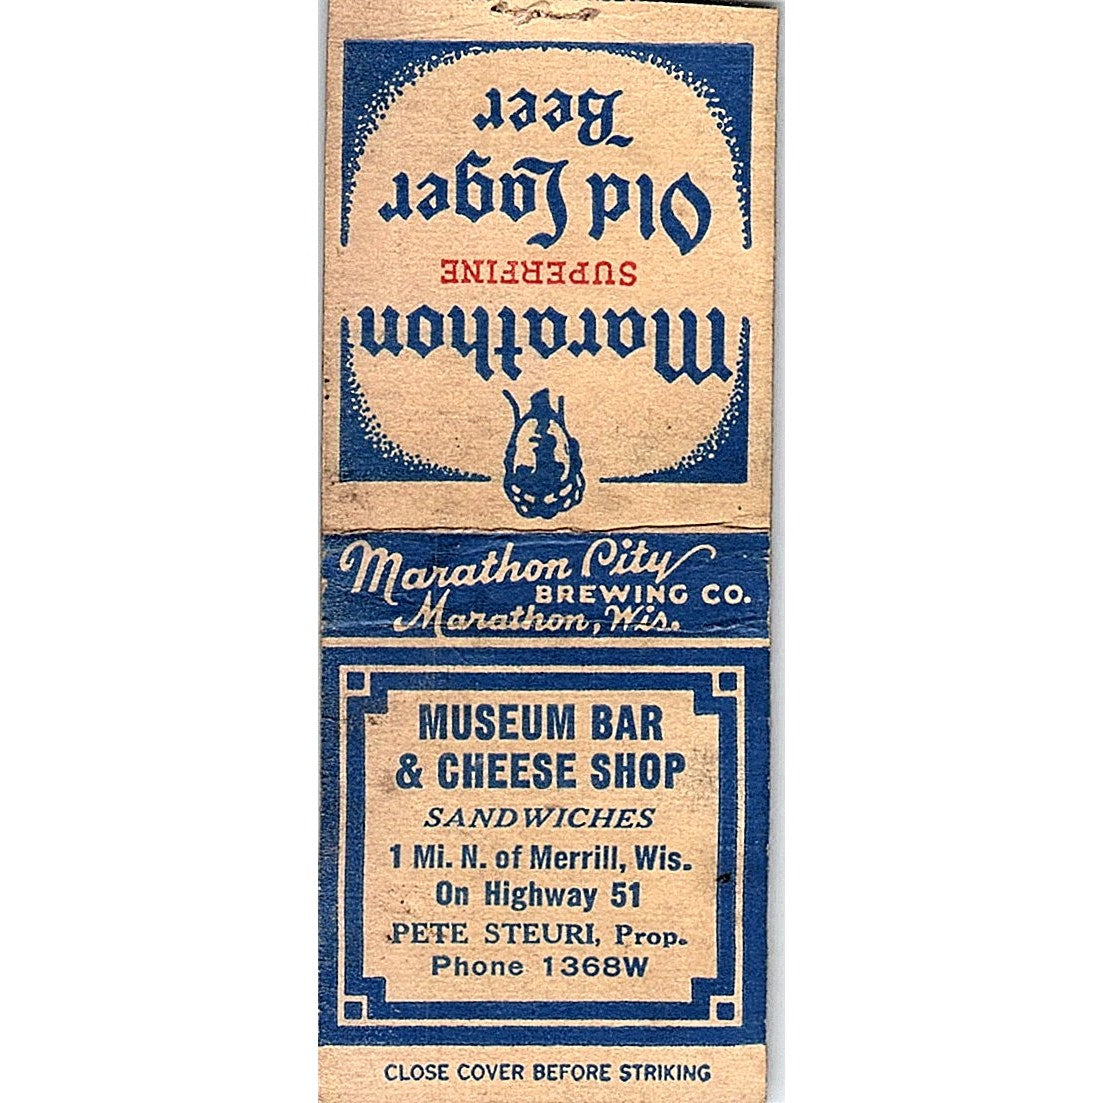 Marathon
SUPERFINE
Old Lager
Beer
Marathon City
BREWING CO.
Marathon, Wis.
MUSEUM BAR
& CHEESE SHOP
SANDWICHES
1 Mi. N. of Merrill, Wis.
On Highway 51
PETE STEURI, Prop.
Phone 1368W
CLOSE COVER BEFORE STRIKING